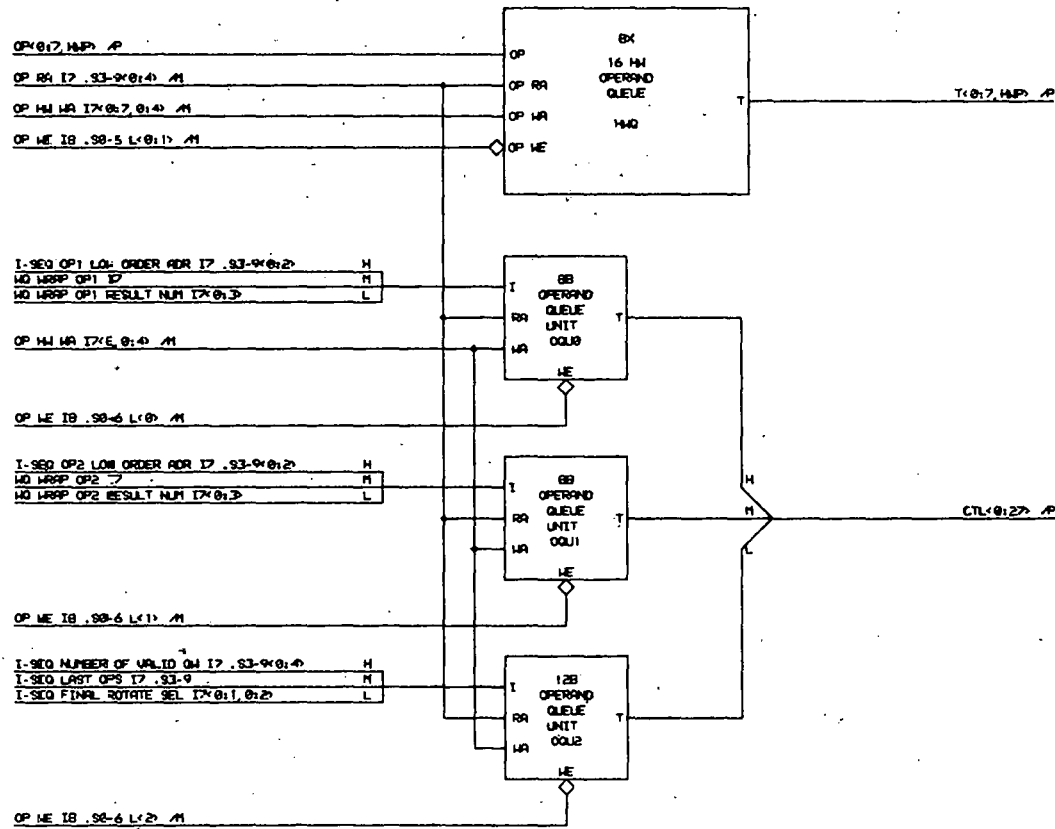 8X
16 HW
OPERAND
QUEUE
HWQ
OP<0:7,HWP> /P
OP
OP RA I7 .S3-9<0:4> /M
OP RA
T
T<0:7,HWP> /P
OP HW WA I7<0:7,0:4> /M
OP WA
OP WE I8 .S0-5 L<0:1> /M
OP WE
I-SEQ OP1 LOW ORDER ADR I7 .S3-9<0:2> H
WQ WRAP OP1 I7 M
WQ WRAP OP1 RESULT NUM I7<0:3> L
8B
OPERAND
QUEUE
UNIT
OQU0
I
RA
T
WA
WE
OP HW WA I7<E,0:4> /M
OP WE I8 .S0-6 L<0> /M
I-SEQ OP2 LOW ORDER ADR I7 .S3-9<0:2> H
WQ WRAP OP2 I7 M
WQ WRAP OP2 RESULT NUM I7<0:3> L
8B
OPERAND
QUEUE
UNIT
OQU1
I
RA
T
WA
WE
H
M
L
CTL<0:27> /P
OP WE I8 .S0-6 L<1> /M
I-SEQ NUMBER OF VALID QW I7 .S3-9<0:4> H
I-SEQ LAST OPS I7 .S3-9 M
I-SEQ FINAL ROTATE SEL I7<0:1,0:2> L
12B
OPERAND
QUEUE
UNIT
OQU2
I
RA
T
WA
WE
OP WE I8 .S0-6 L<2> /M